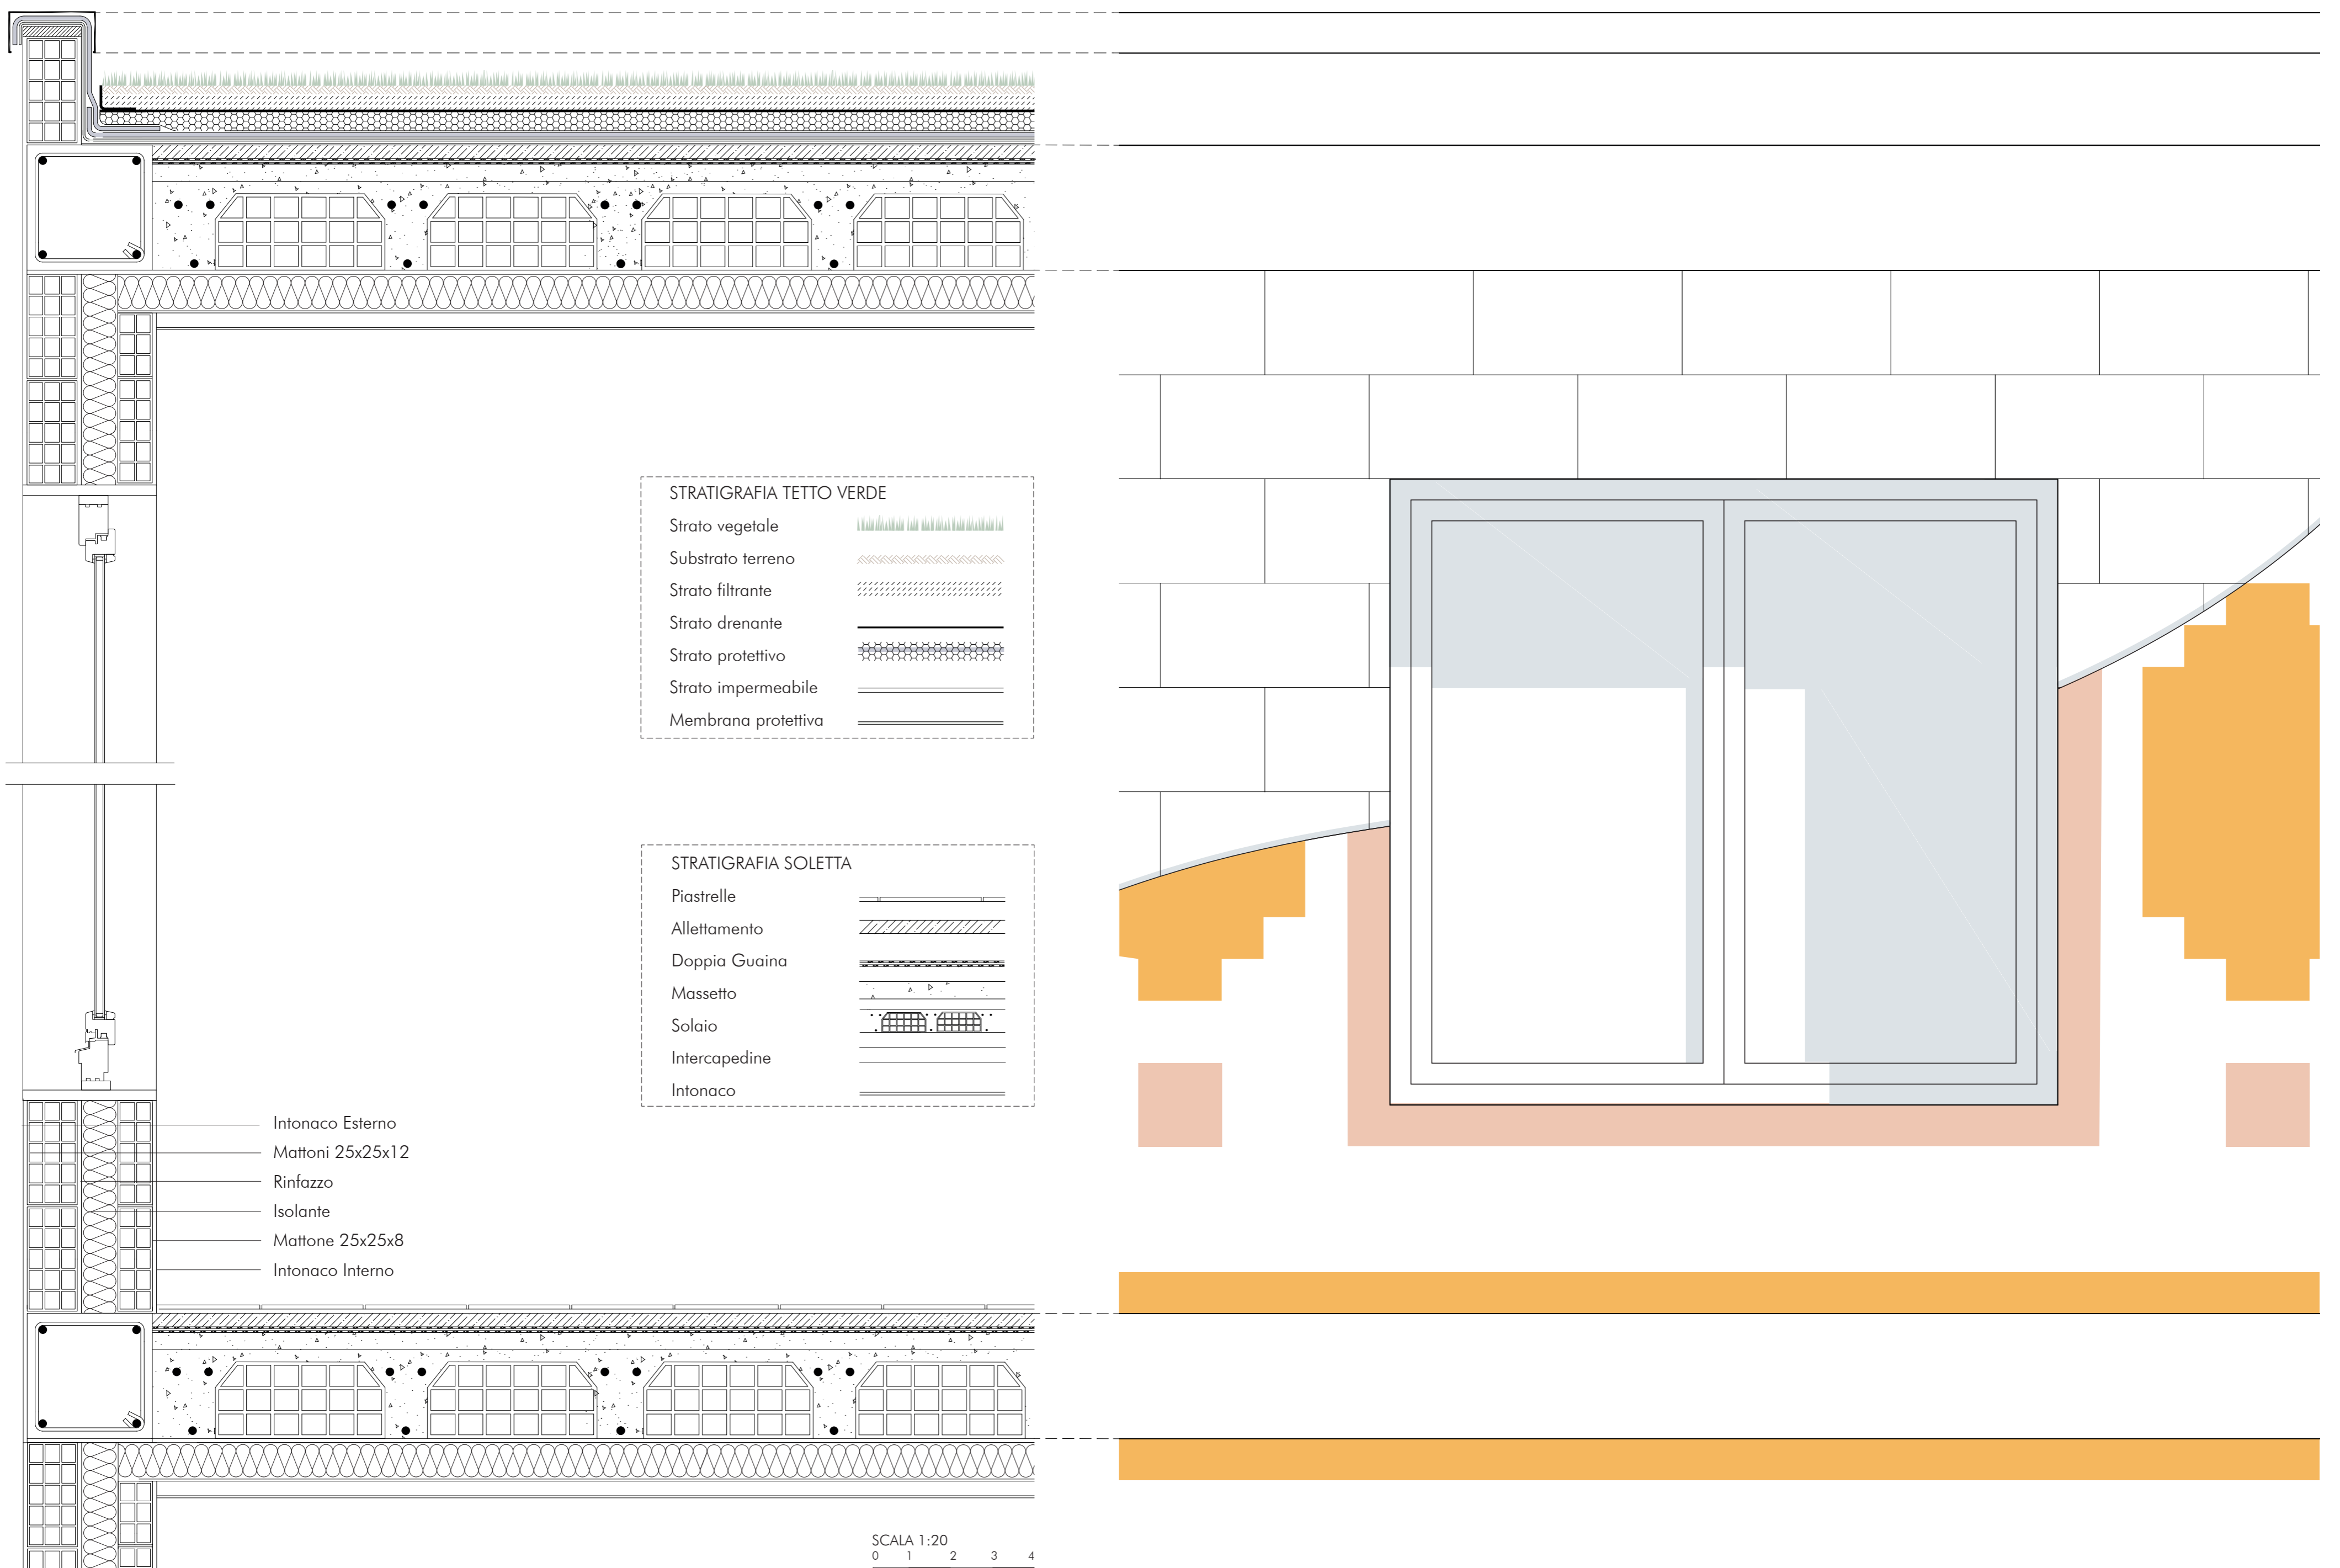 STRATIGRAFIA TETTO VERDE
Strato vegetale
Substrato terreno
Strato filtrante
Strato drenante
Strato protettivo
Strato impermeabile
Membrana protettiva
STRATIGRAFIA SOLETTA
Piastrelle
Allettamento
Doppia Guaina
Massetto
Solaio
Intercapedine
Intonaco
Intonaco Esterno
Mattoni 25x25x12
Rinfazzo
Isolante
Mattone 25x25x8
Intonaco Interno
SCALA 1:20
0 1 2 3 4